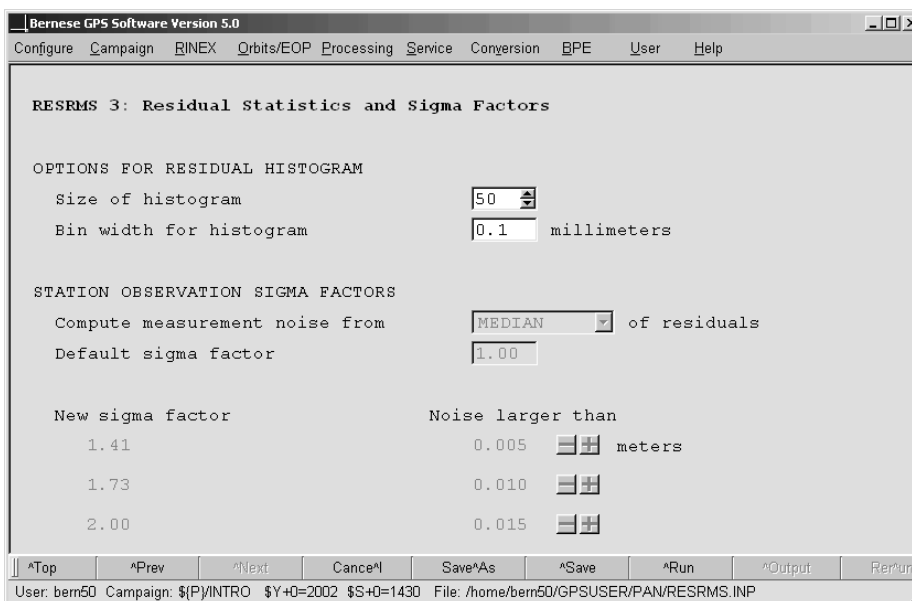 Bernese GPS Software Version 5.0
Configure Campaign RINEX Orbits/EOP Processing Service Conversion BPE User Help
RESRMS 3: Residual Statistics and Sigma Factors
OPTIONS FOR RESIDUAL HISTOGRAM
Size of histogram 50
Bin width for histogram 0.1 millimeters
STATION OBSERVATION SIGMA FACTORS
Compute measurement noise from MEDIAN of residuals
Default sigma factor 1.00
New sigma factor Noise larger than
1.41 0.005 meters
1.73 0.010
2.00 0.015
^Top ^Prev ^Next Cance^l Save^As ^Save ^Run ^Output Rer^un
User: bern50 Campaign: ${P}/INTRO $Y+0=2002 $S+0=1430 File: /home/bern50/GPSUSER/PAN/RESRMS.INP